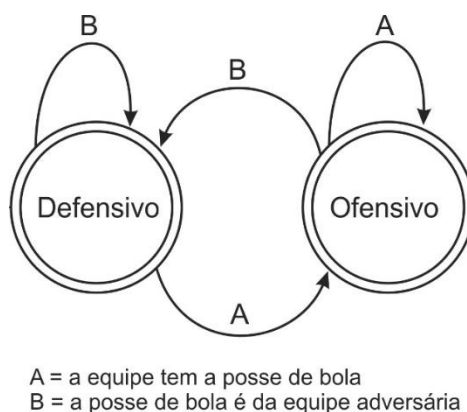 B
A
B
Defensivo
Ofensivo
A
A = a equipe tem a posse de bola
B = a posse de bola é da equipe adversária